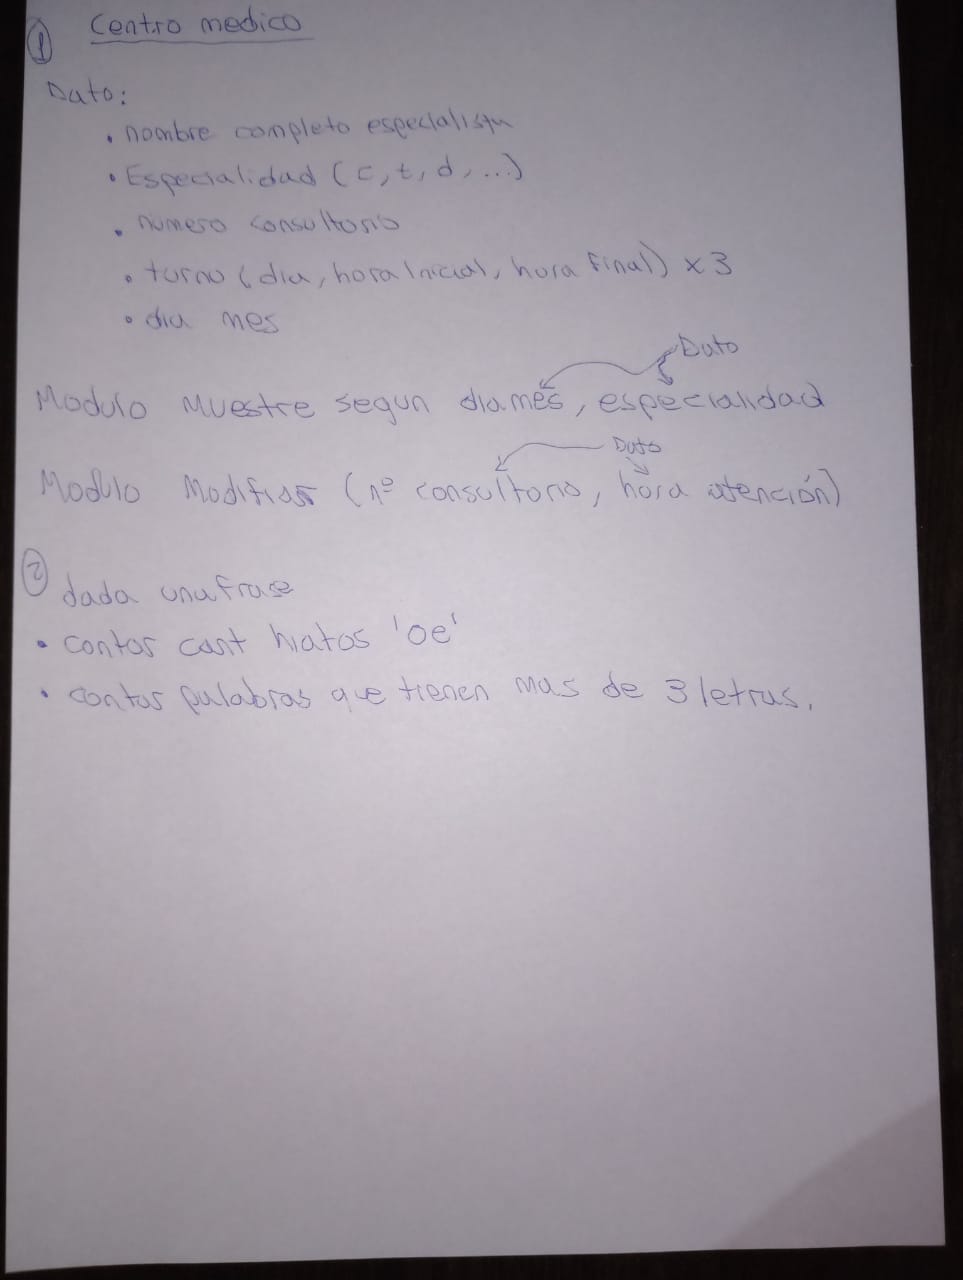 ① Centro medico
Dato:
• nombre completo especialista
• Especialidad (c, t, d, ...)
• numero consultorio
• turno (dia, hora Inicial, hora Final) x 3
• dia mes
Dato
Modulo Muestre segun diames, especialidad
Dato
Modulo Modificar (nº consultorio, hora atención)
② dada una frase
• contar cant hiatos 'oe'
• contar palabras que tienen mas de 3 letras.